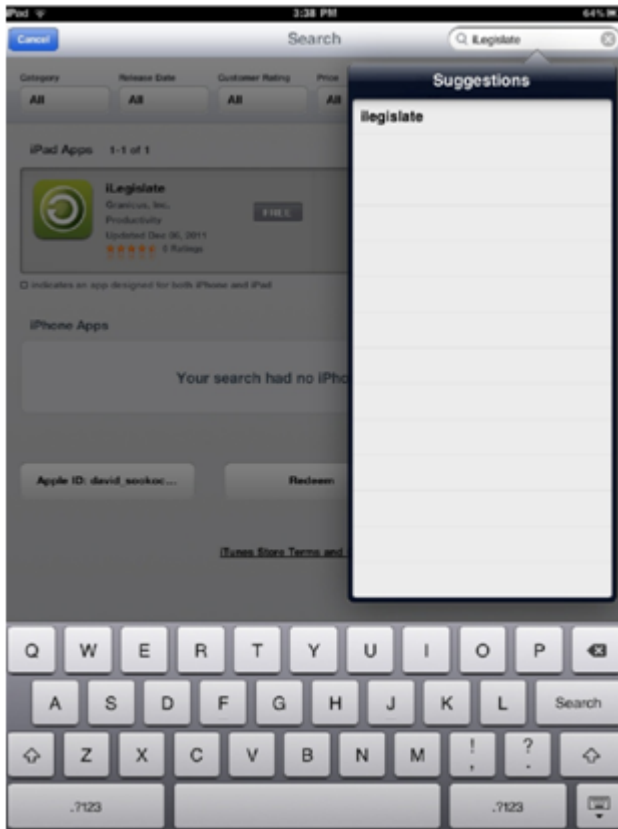 iPad 3:38 PM 64%
Cancel Search iLegislate
Category Release Date Customer Rating Price
All All All All
Suggestions
ilegislate
iPad Apps 1-1 of 1
iLegislate
Granicus, Inc.
FREE
Productivity
Updated Dec 06, 2011
6 Ratings
indicates an app designed for both iPhone and iPad
iPhone Apps
Your search had no iPho
Apple ID: david_sookoc... Redeem
iTunes Store Terms and
Q W E R T Y U I O P
A S D F G H J K L Search
Z X C V B N M ! , ? .
.?123 .?123